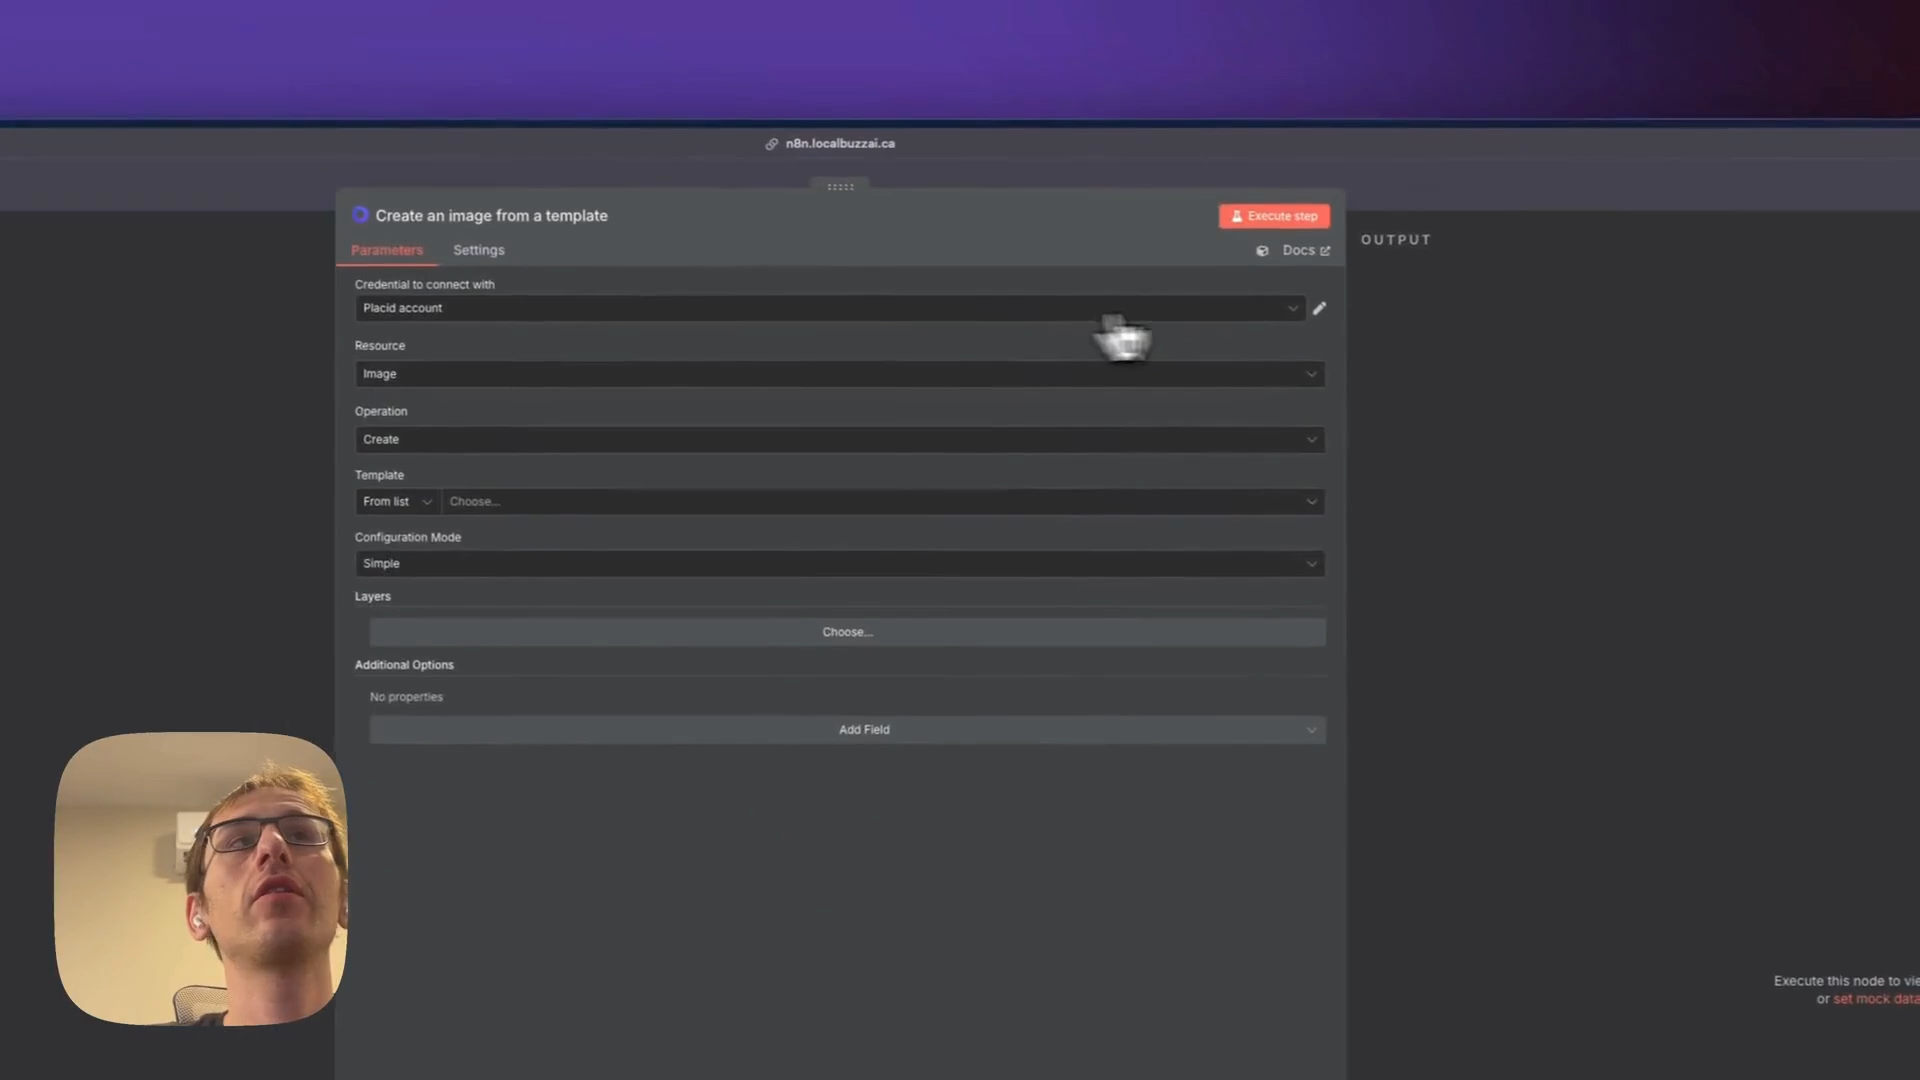 n8n.localbuzzai.ca
Create an image from a template
Execute step
Parameters
Settings
Docs
OUTPUT
Credential to connect with
Placid account
Resource
Image
Operation
Create
Template
From list
Choose...
Configuration Mode
Simple
Layers
Choose...
Additional Options
No properties
Add Field
Execute this node to vie
or set mock data